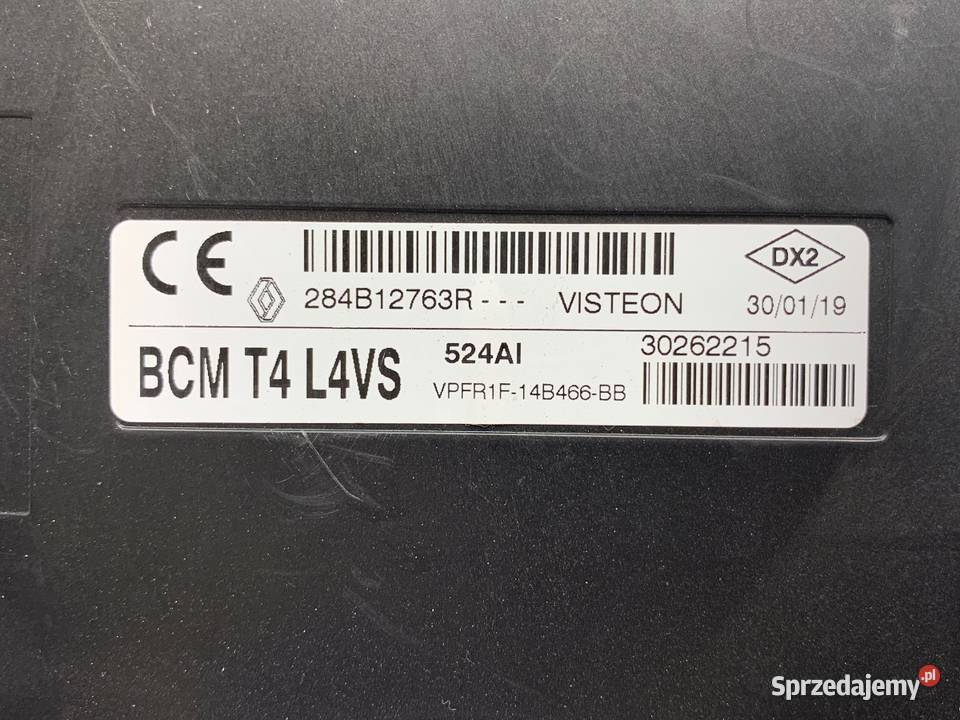 CE
DX2
284B12763R--- VISTEON 30/01/19
BCM T4 L4VS 524AI 30262215
VPFR1F-14B466-BB
Sprzedajemy.pl